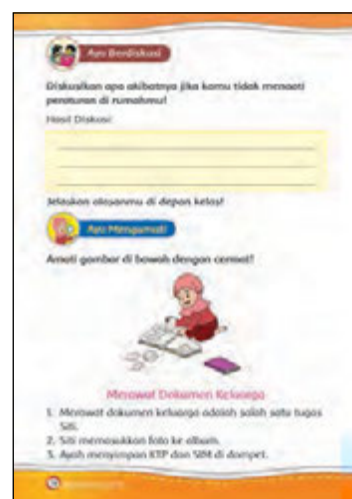 Ayo Berdiskusi
Diskusikan apa akibatnya jika kamu tidak menaati
peraturan di rumahmu!
Hasil Diskusi:
Jelaskan alasanmu di depan kelas!
Ayo Mengamati
Amati gambar di bawah dengan cermat!
Merawat Dokumen Keluarga
1. Merawat dokumen keluarga adalah salah satu tugas
Siti.
2. Siti memasukkan foto ke album.
3. Ayah menyimpan KTP dan SIM di dompet.